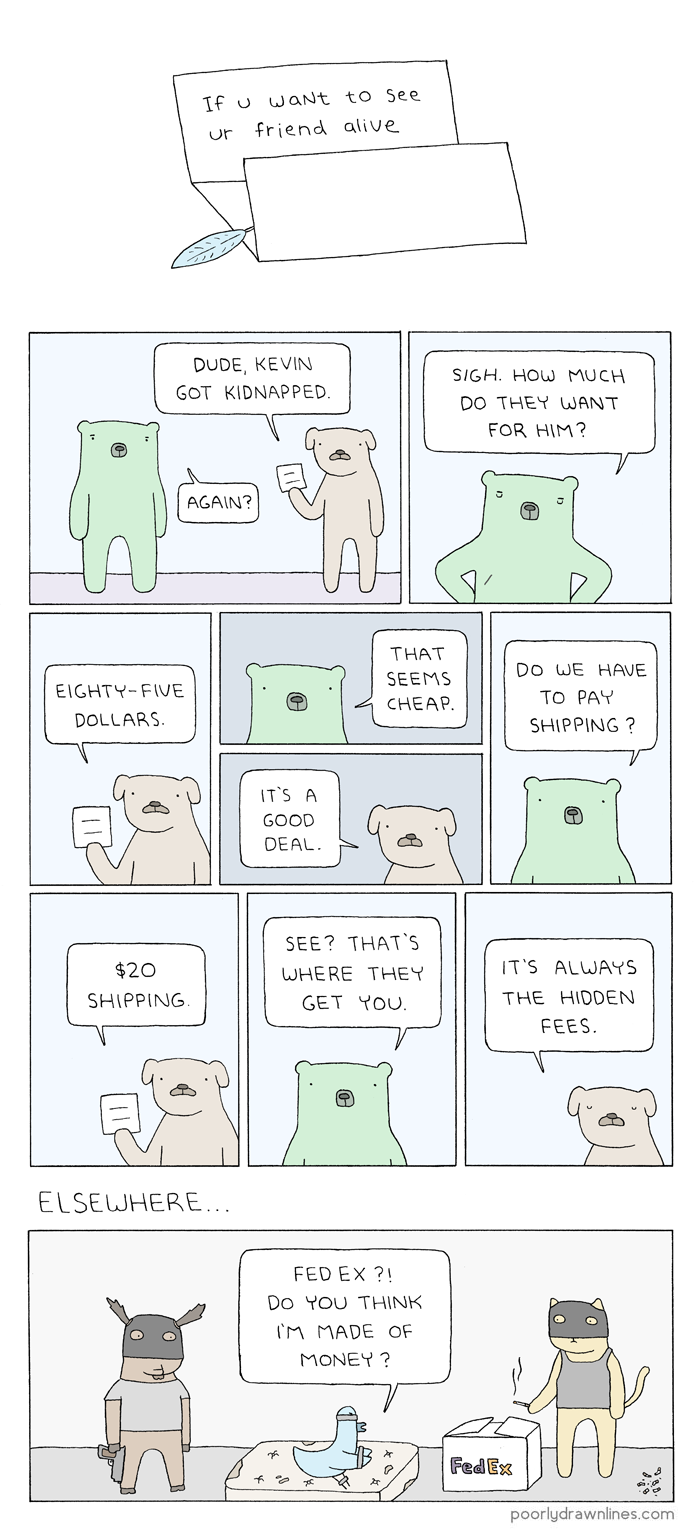 If u waNt to see
ur friend alive
DUDE, KEVIN
GOT KIDNAPPED.
AGAIN?
SIGH. HOW MUCH
DO THEY WANT
FOR HIM?
EIGHTY-FIVE
DOLLARS.
THAT
SEEMS
CHEAP.
IT'S A
GOOD
DEAL.
DO WE HAVE
TO PAY
SHIPPING?
$20
SHIPPING.
SEE? THAT'S
WHERE THEY
GET YOU.
IT'S ALWAYS
THE HIDDEN
FEES.
ELSEWHERE...
FED EX?!
DO YOU THINK
I'M MADE OF
MONEY?
FedEx
poorlydrawnlines.com